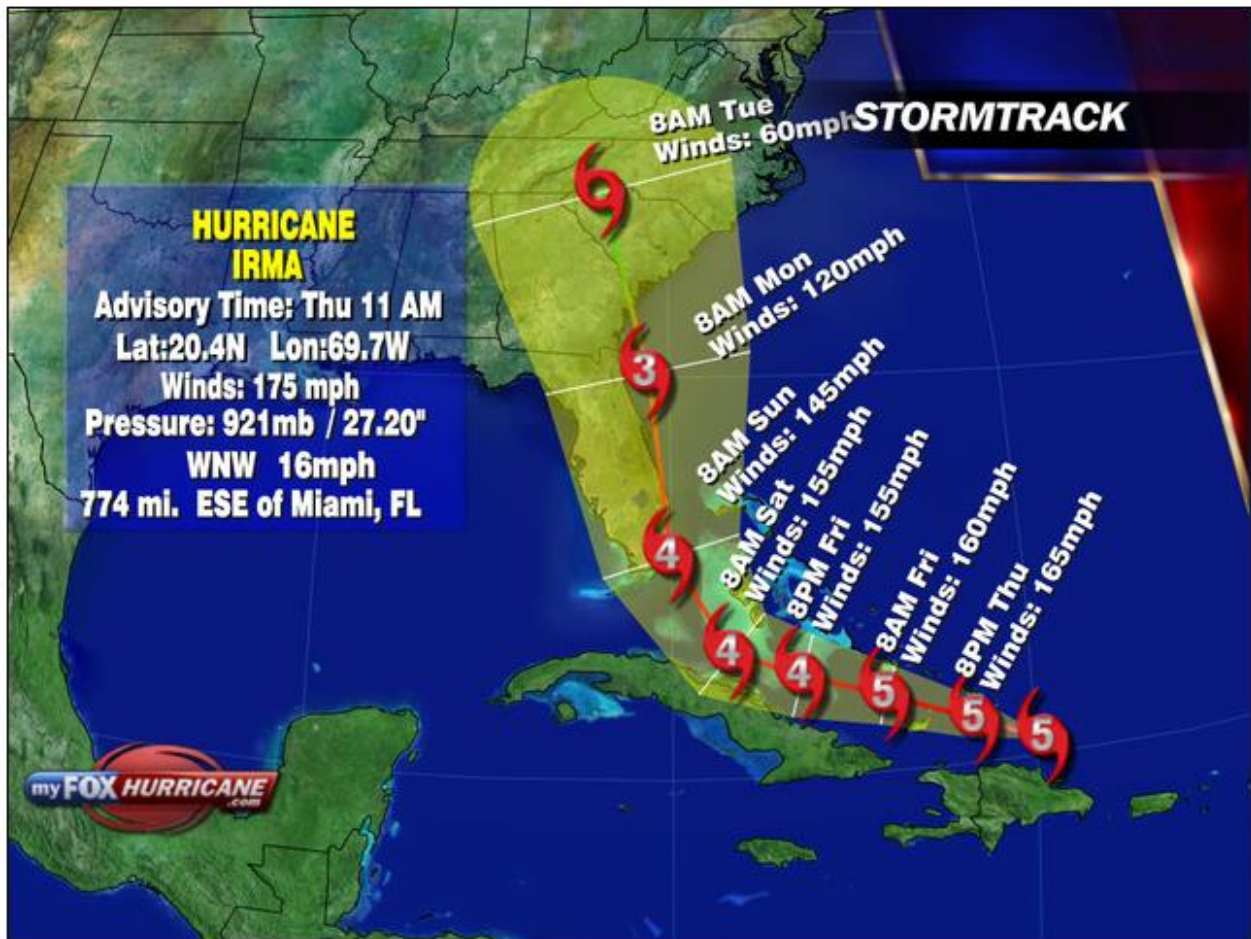 STORMTRACK
8AM Tue
Winds: 60mph
HURRICANE
IRMA
Advisory Time: Thu 11 AM
Lat:20.4N Lon:69.7W
Winds: 175 mph
Pressure: 921mb / 27.20"
WNW 16mph
774 mi. ESE of Miami, FL
8AM Mon
Winds: 120mph
3
8AM Sun
Winds: 145mph
4
8AM Sat
Winds: 155mph
4
8PM Fri
Winds: 155mph
4
8AM Fri
Winds: 160mph
5
8PM Thu
Winds: 165mph
5
5
myFOX HURRICANE
.com